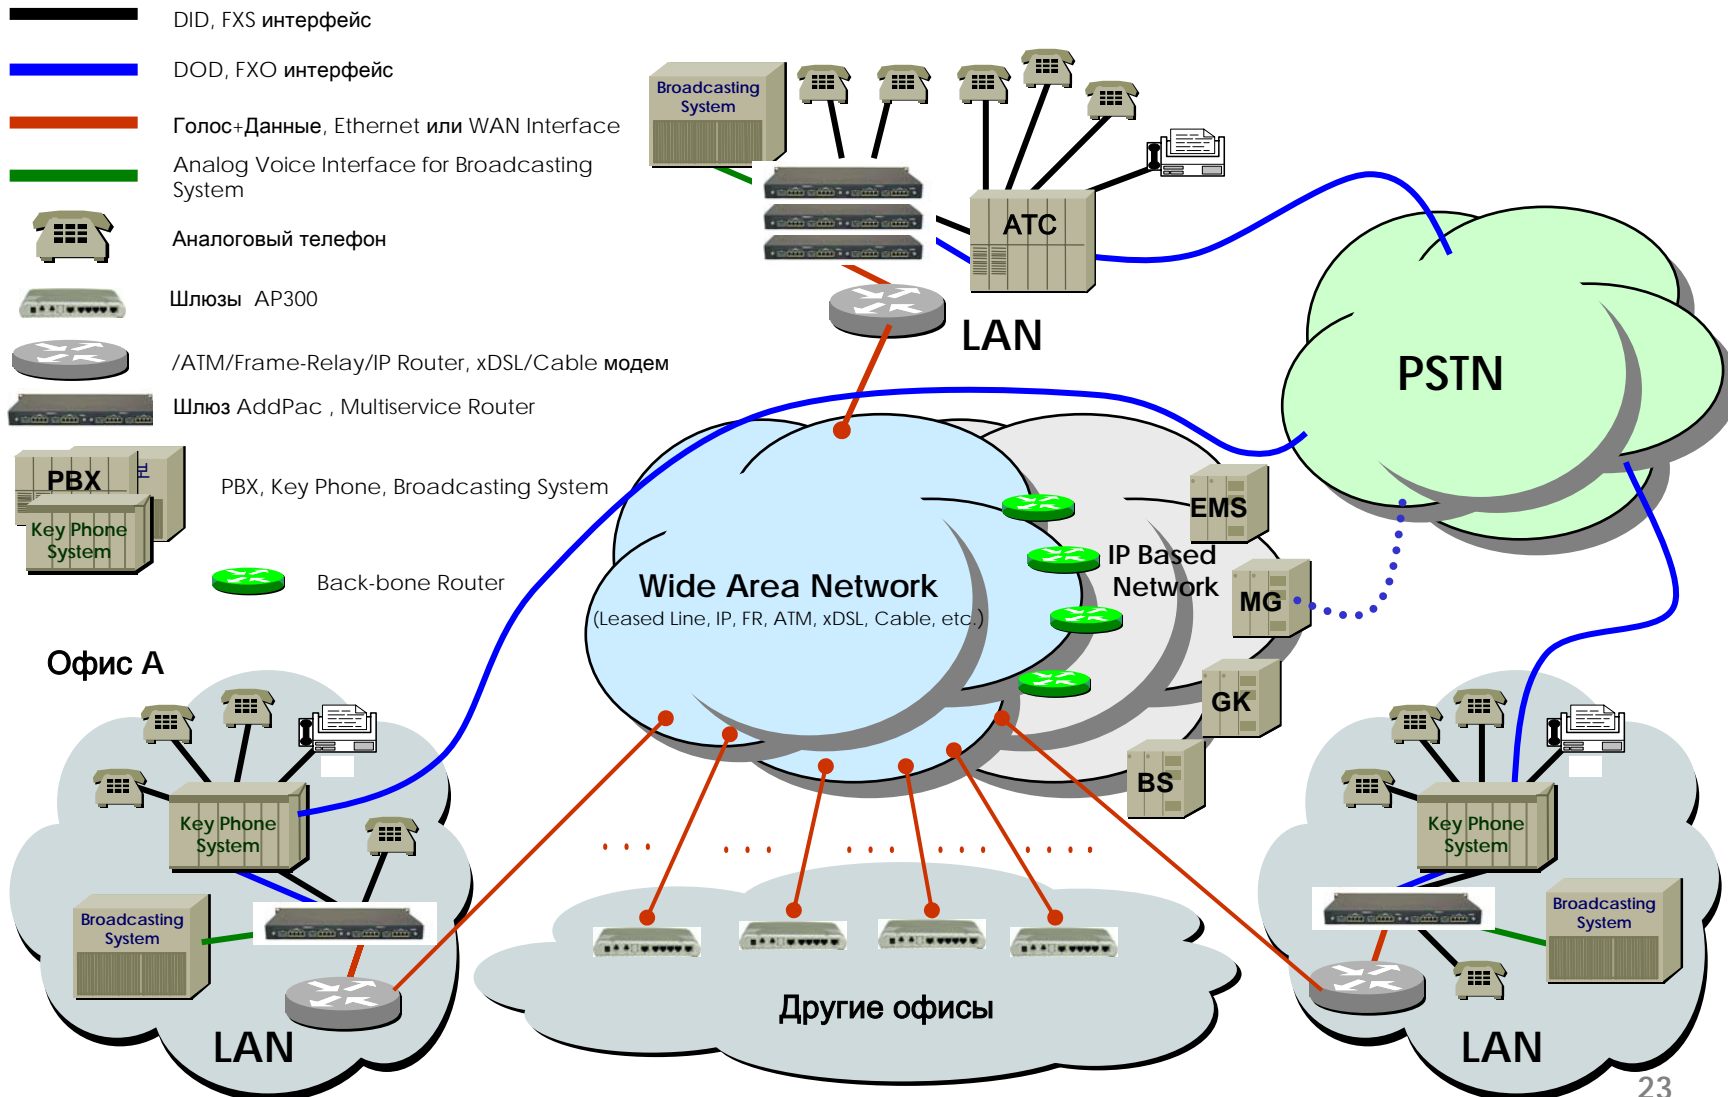 DID, FXS интерфейс
DOD, FXO интерфейс
Голос+Данные, Ethernet или WAN Interface
Analog Voice Interface for Broadcasting
System
Аналоговый телефон
Шлюзы AP300
/ATM/Frame-Relay/IP Router, xDSL/Cable модем
Шлюз AddPac , Multiservice Router
PBX
Key Phone
System
PBX, Key Phone, Broadcasting System
Back-bone Router
Broadcasting
System
АТС
LAN
PSTN
Wide Area Network
(Leased Line, IP, FR, ATM, xDSL, Cable, etc.)
IP Based
Network
EMS
MG
GK
BS
Офис А
Key Phone
System
Broadcasting
System
LAN
Другие офисы
Key Phone
System
Broadcasting
System
LAN
23